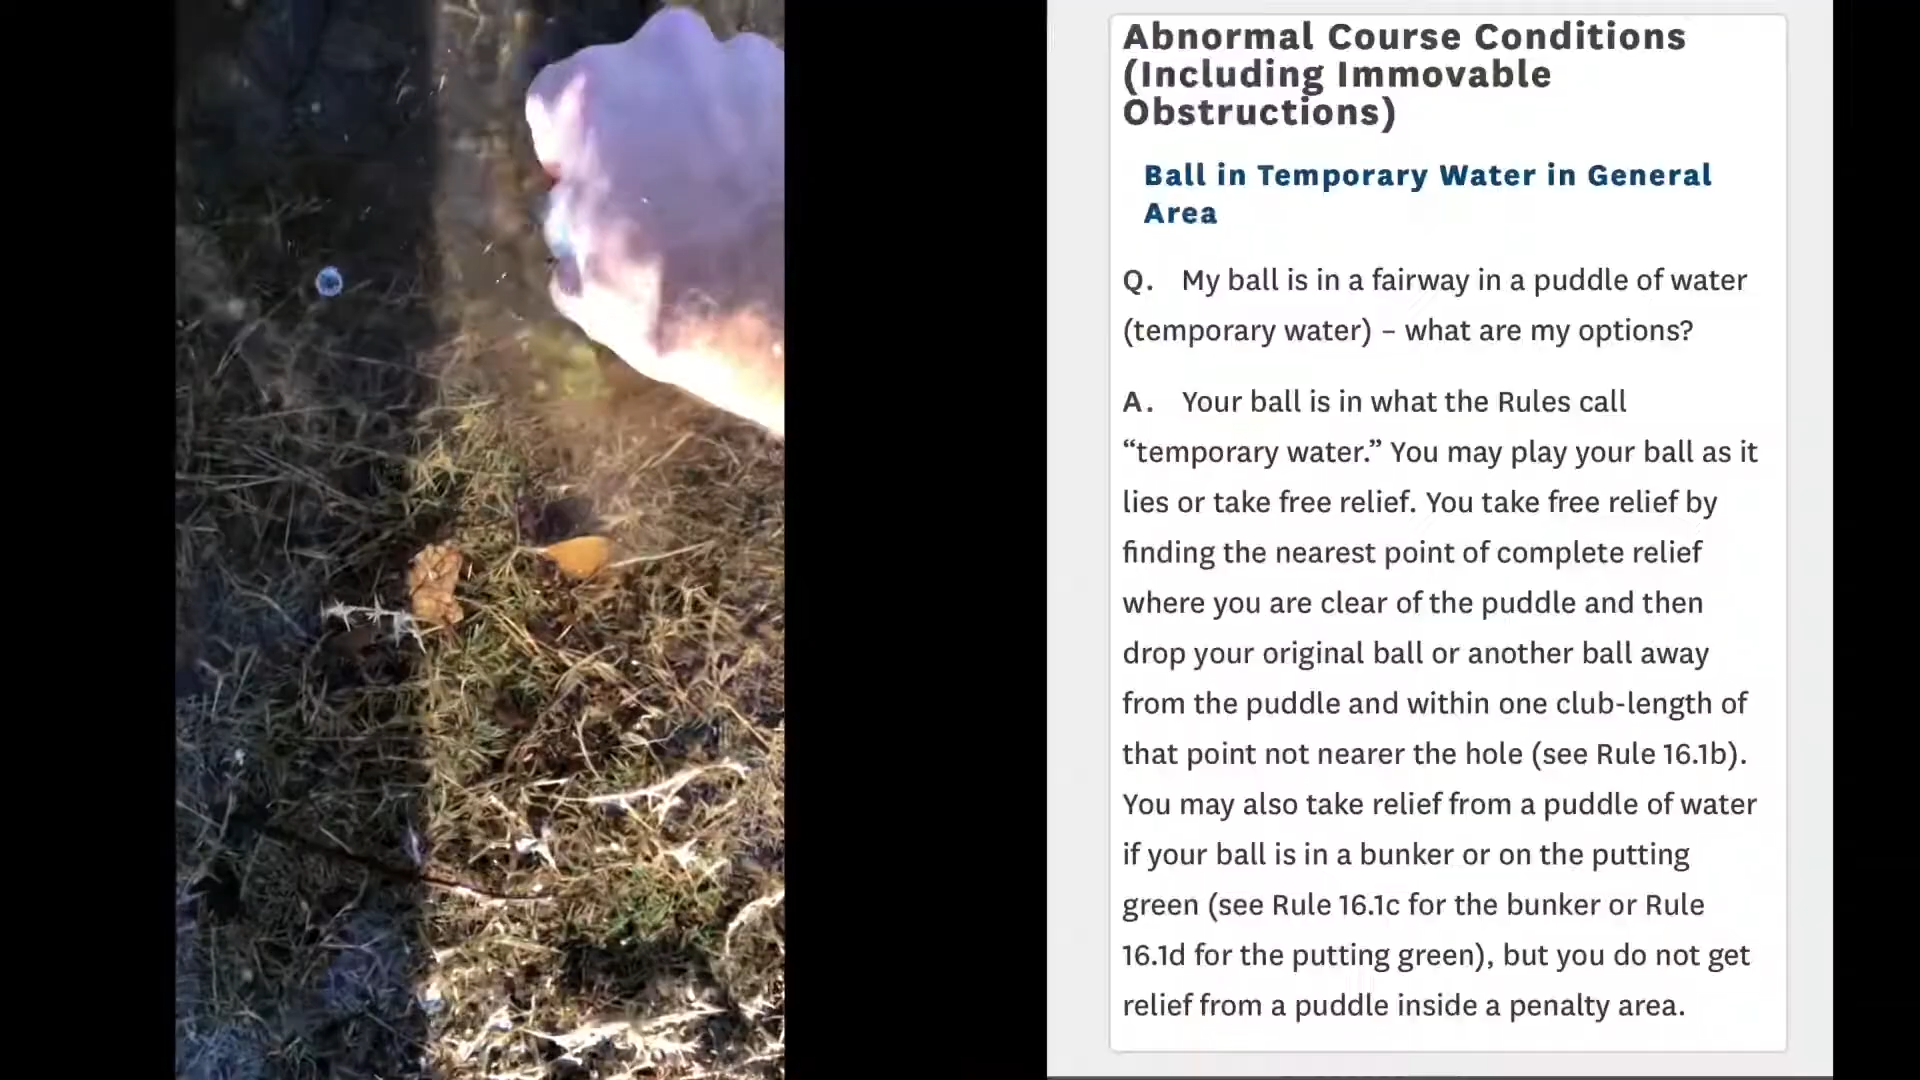 Abnormal Course Conditions
(Including Immovable
Obstructions)
Ball in Temporary Water in General
Area
Q. My ball is in a fairway in a puddle of water
(temporary water) – what are my options?
A. Your ball is in what the Rules call
“temporary water.” You may play your ball as it
lies or take free relief. You take free relief by
finding the nearest point of complete relief
where you are clear of the puddle and then
drop your original ball or another ball away
from the puddle and within one club-length of
that point not nearer the hole (see Rule 16.1b).
You may also take relief from a puddle of water
if your ball is in a bunker or on the putting
green (see Rule 16.1c for the bunker or Rule
16.1d for the putting green), but you do not get
relief from a puddle inside a penalty area.